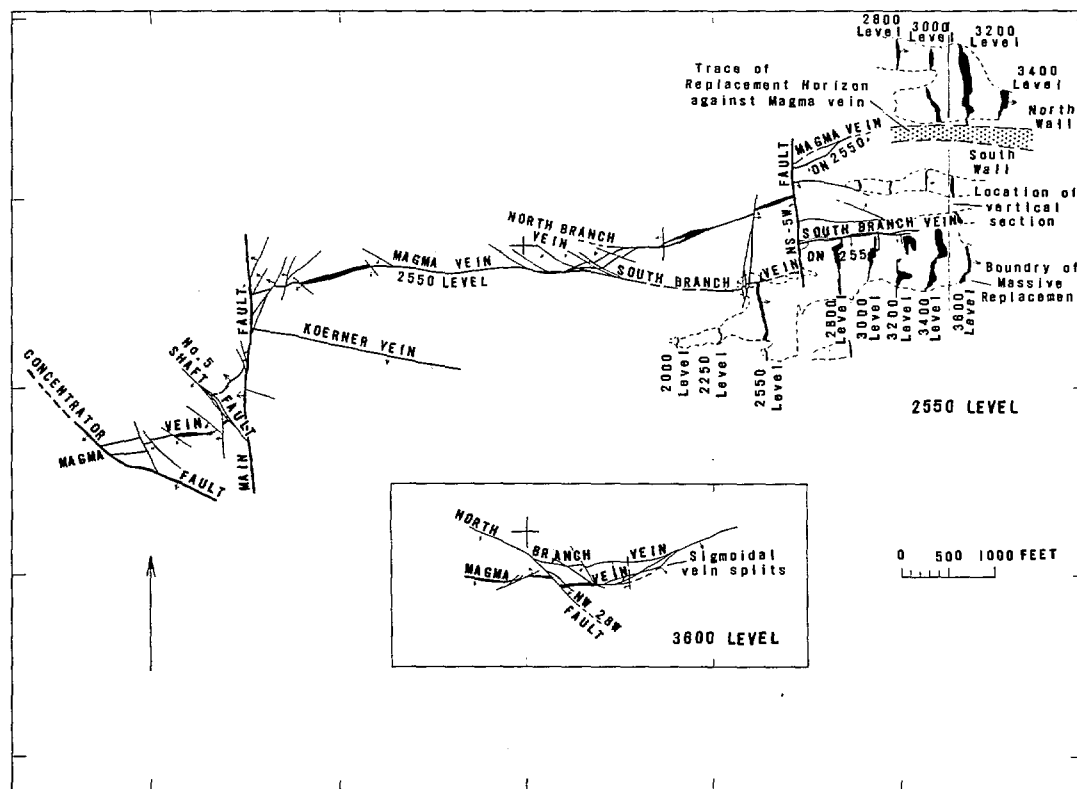 2800
Level
3000
Level
3200
Level
3400
Level
Trace of
Replacement Horizon
against Magma vein
North
Wall
South
Wall
MAGMA VEIN
ON 2550'
FAULT
NS-5W
Location of
vertical
section
SOUTH BRANCH VEIN
ON 2550
Boundry of
Massive
Replacemen
NORTH BRANCH
VEIN
MAGMA VEIN
2550 LEVEL
SOUTH BRANCH VEIN
FAULT
KOERNER VEIN
No. 5
SHAFT FAULT
CONCENTRATOR
FAULT
MAGMA VEIN
MAIN
2000
Level
2250
Level
2550
Level
2800
Level
3000
Level
3200
Level
3400
Level
3600
Level
2550 LEVEL
NORTH
BRANCH VEIN
MAGMA VEIN
Sigmoidal
vein splits
NW 28W
FAULT
3600 LEVEL
0 500 1000 FEET